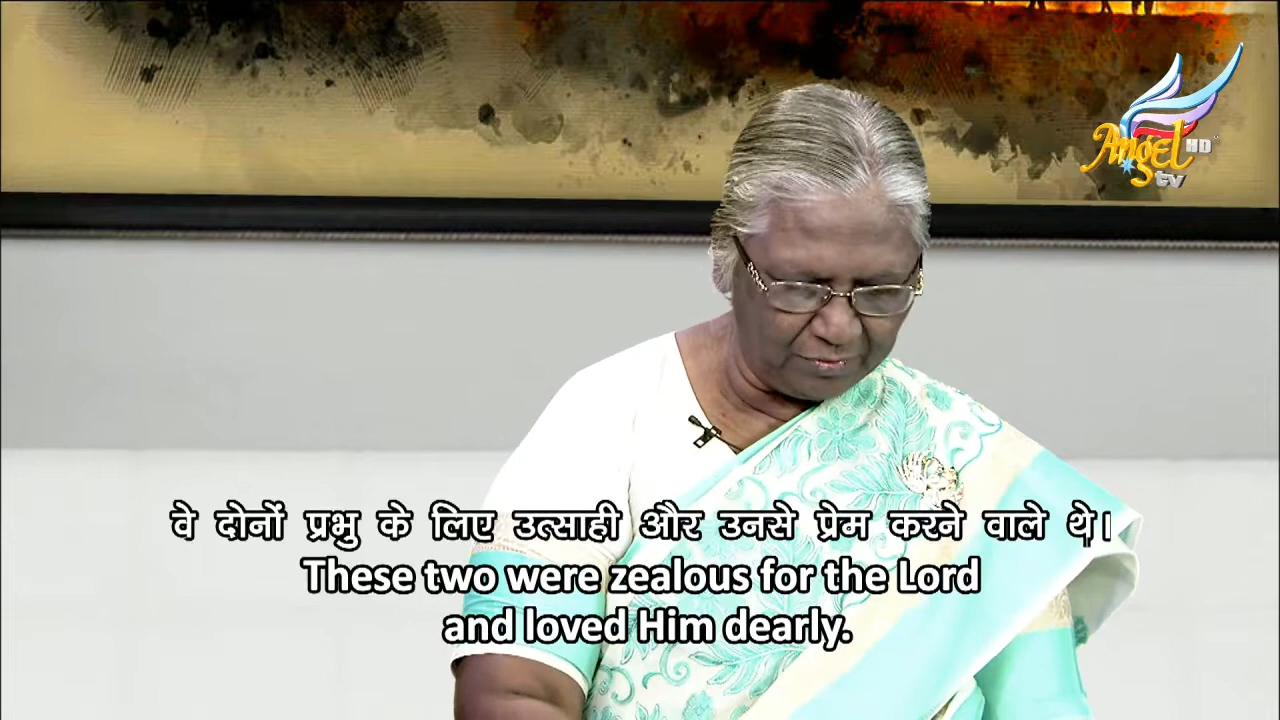 Angel HD
tv
वे दोनों प्रभु के लिए उत्साही और उनसे प्रेम करने वाले थे।
These two were zealous for the Lord
and loved Him dearly.